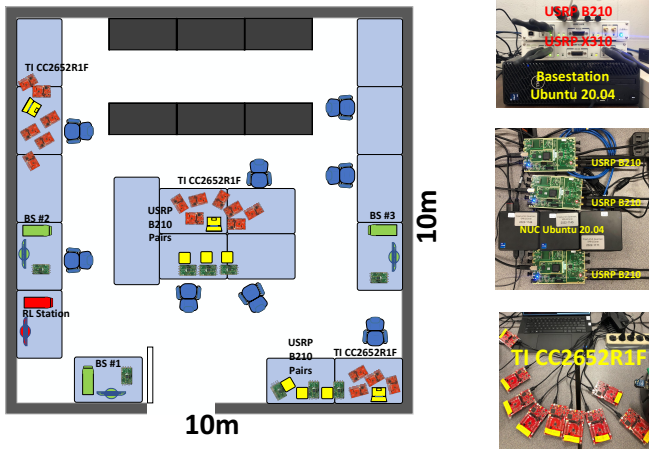 TI CC2652R1F
TI CC2652R1F
USRP
B210
Pairs
BS #2
BS #3
RL Station
BS #1
USRP
B210
Pairs
TI CC2652R1F
10m
10m
USRP B210
USRP X310
Basestation
Ubuntu 20.04
USRP B210
USRP B210
NUC Ubuntu 20.04
USRP B210
TI CC2652R1F